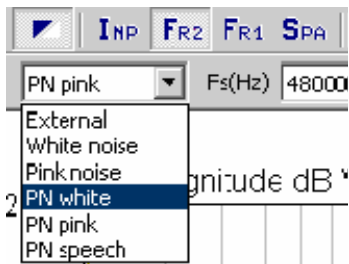 INP FR2 FR1 SPA
PN pink Fs(Hz) 48000
External
White noise
Pink noise
PN white
gnitude dB
2
PN pink
PN speech